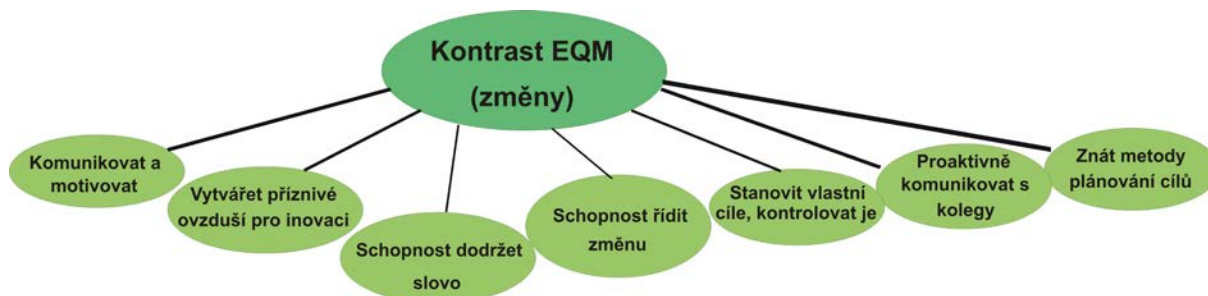 Kontrast EQM
(změny)
Komunikovat a
motivovat
Vytvářet příznivé
ovzduší pro inovaci
Schopnost dodržet
slovo
Schopnost řídit
změnu
Stanovit vlastní
cíle, kontrolovat je
Proaktivně
komunikovat s
kolegy
Znát metody
plánování cílů